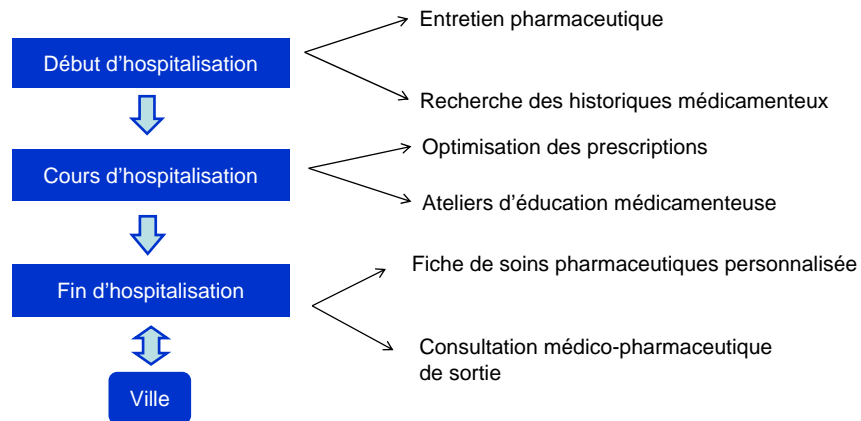 Entretien pharmaceutique
Début d'hospitalisation
Recherche des historiques médicamenteux
Optimisation des prescriptions
Cours d'hospitalisation
Ateliers d'éducation médicamenteuse
Fiche de soins pharmaceutiques personnalisée
Fin d'hospitalisation
Consultation médico-pharmaceutique
de sortie
Ville